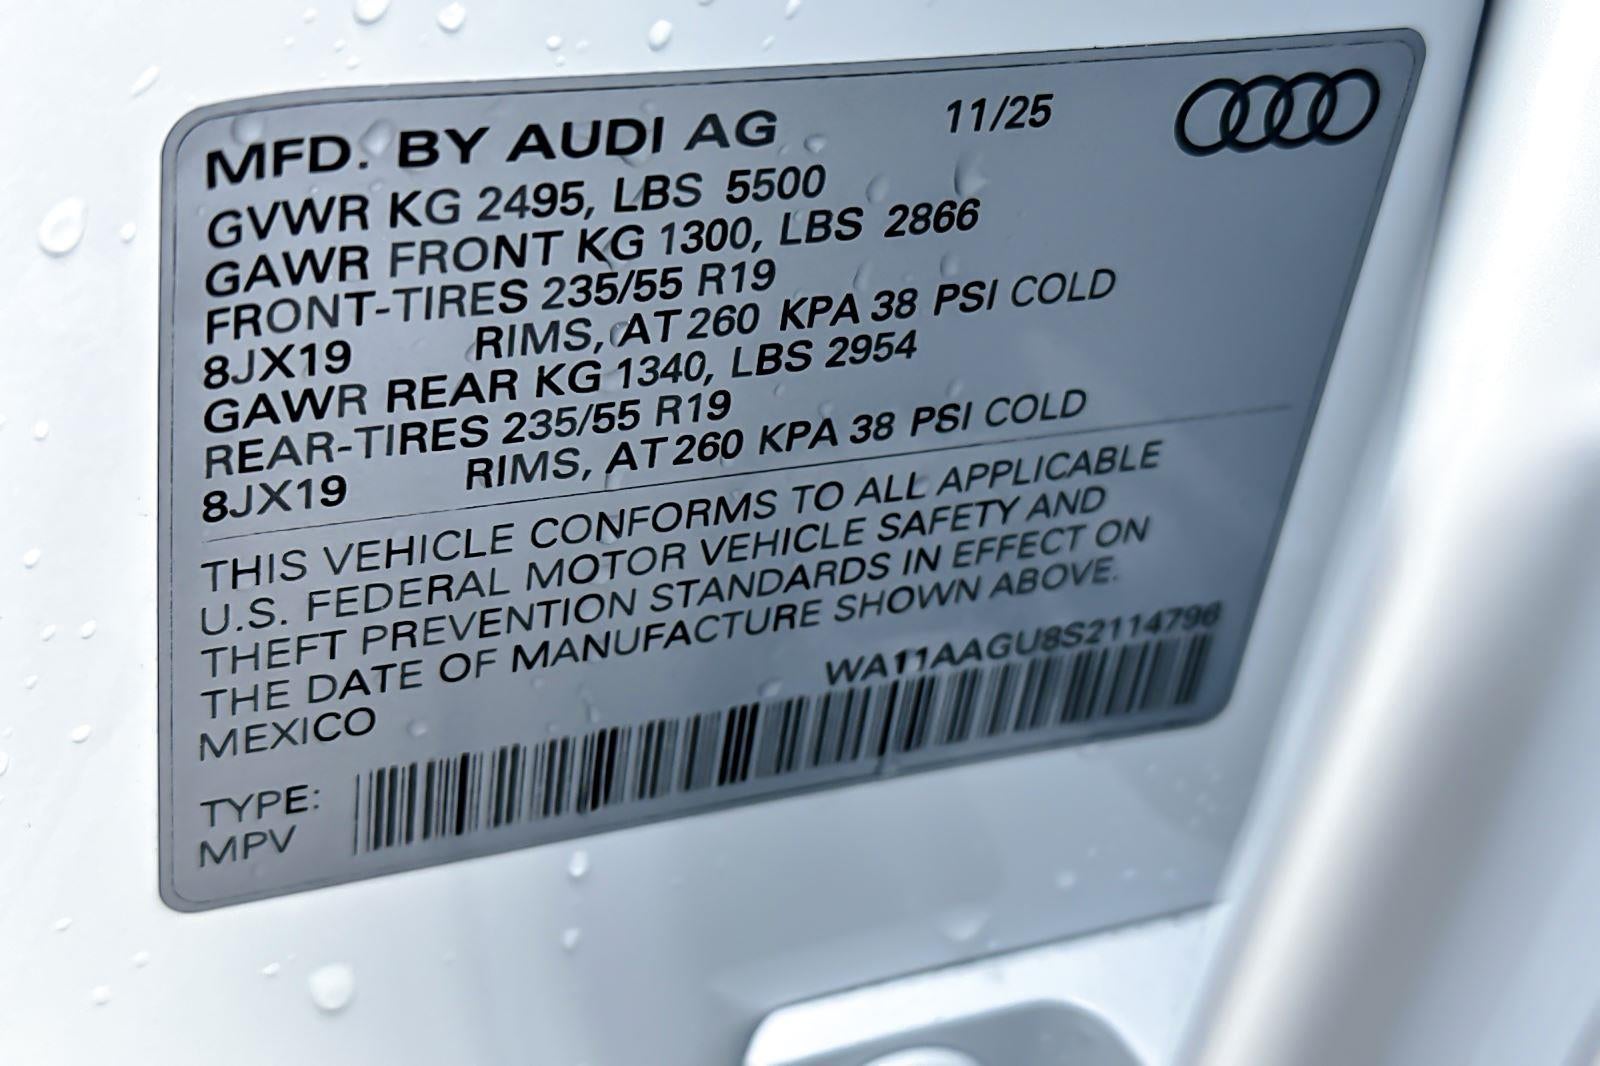 MFD. BY AUDI AG 11/25
GVWR KG 2495, LBS 5500
GAWR FRONT KG 1300, LBS 2866
FRONT-TIRES 235/55 R19
8JX19 RIMS, AT 260 KPA 38 PSI COLD
GAWR REAR KG 1340, LBS 2954
REAR-TIRES 235/55 R19
8JX19 RIMS, AT 260 KPA 38 PSI COLD
THIS VEHICLE CONFORMS TO ALL APPLICABLE
U.S. FEDERAL MOTOR VEHICLE SAFETY AND
THEFT PREVENTION STANDARDS IN EFFECT ON
THE DATE OF MANUFACTURE SHOWN ABOVE.
MEXICO WA11AAGU8S2114796
TYPE:
MPV